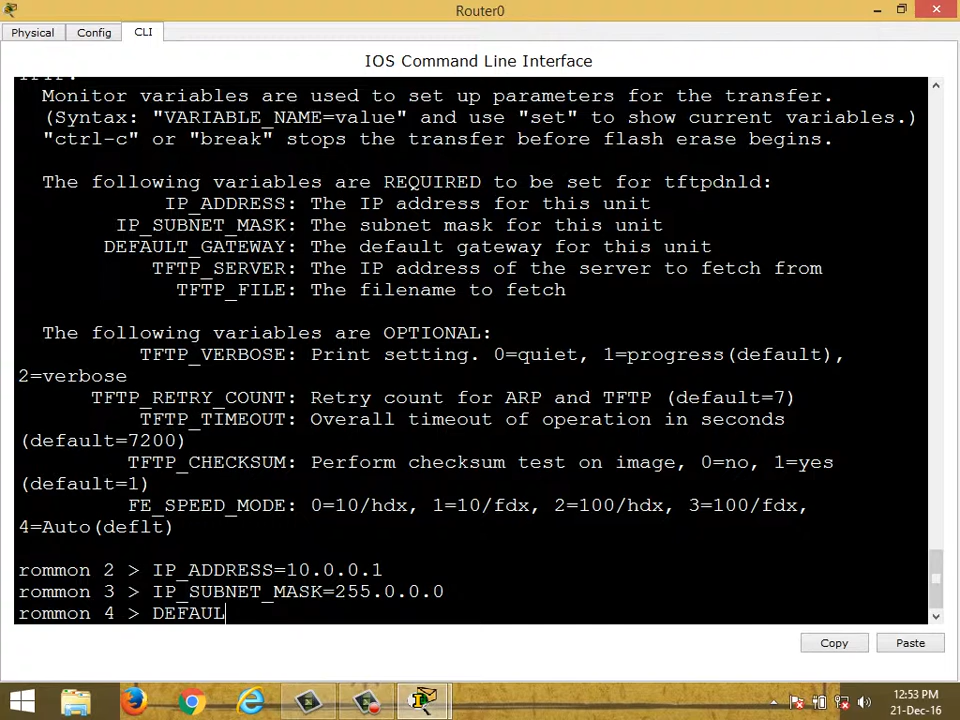 Router0
Physical
Config
CLI
IOS Command Line Interface
Monitor variables are used to set up parameters for the transfer.
(Syntax: "VARIABLE_NAME=value" and use "set" to show current variables.)
"ctrl-c" or "break" stops the transfer before flash erase begins.
The following variables are REQUIRED to be set for tftpdnld:
IP_ADDRESS: The IP address for this unit
IP_SUBNET_MASK: The subnet mask for this unit
DEFAULT_GATEWAY: The default gateway for this unit
TFTP_SERVER: The IP address of the server to fetch from
TFTP_FILE: The filename to fetch
The following variables are OPTIONAL:
TFTP_VERBOSE: Print setting. 0=quiet, 1=progress(default),
2=verbose
TFTP_RETRY_COUNT: Retry count for ARP and TFTP (default=7)
TFTP_TIMEOUT: Overall timeout of operation in seconds
(default=7200)
TFTP_CHECKSUM: Perform checksum test on image, 0=no, 1=yes
(default=1)
FE_SPEED_MODE: 0=10/hdx, 1=10/fdx, 2=100/hdx, 3=100/fdx,
4=Auto(deflt)
rommon 2 > IP_ADDRESS=10.0.0.1
rommon 3 > IP_SUBNET_MASK=255.0.0.0
rommon 4 > DEFAUL
Copy
Paste
12:53 PM
21-Dec-16